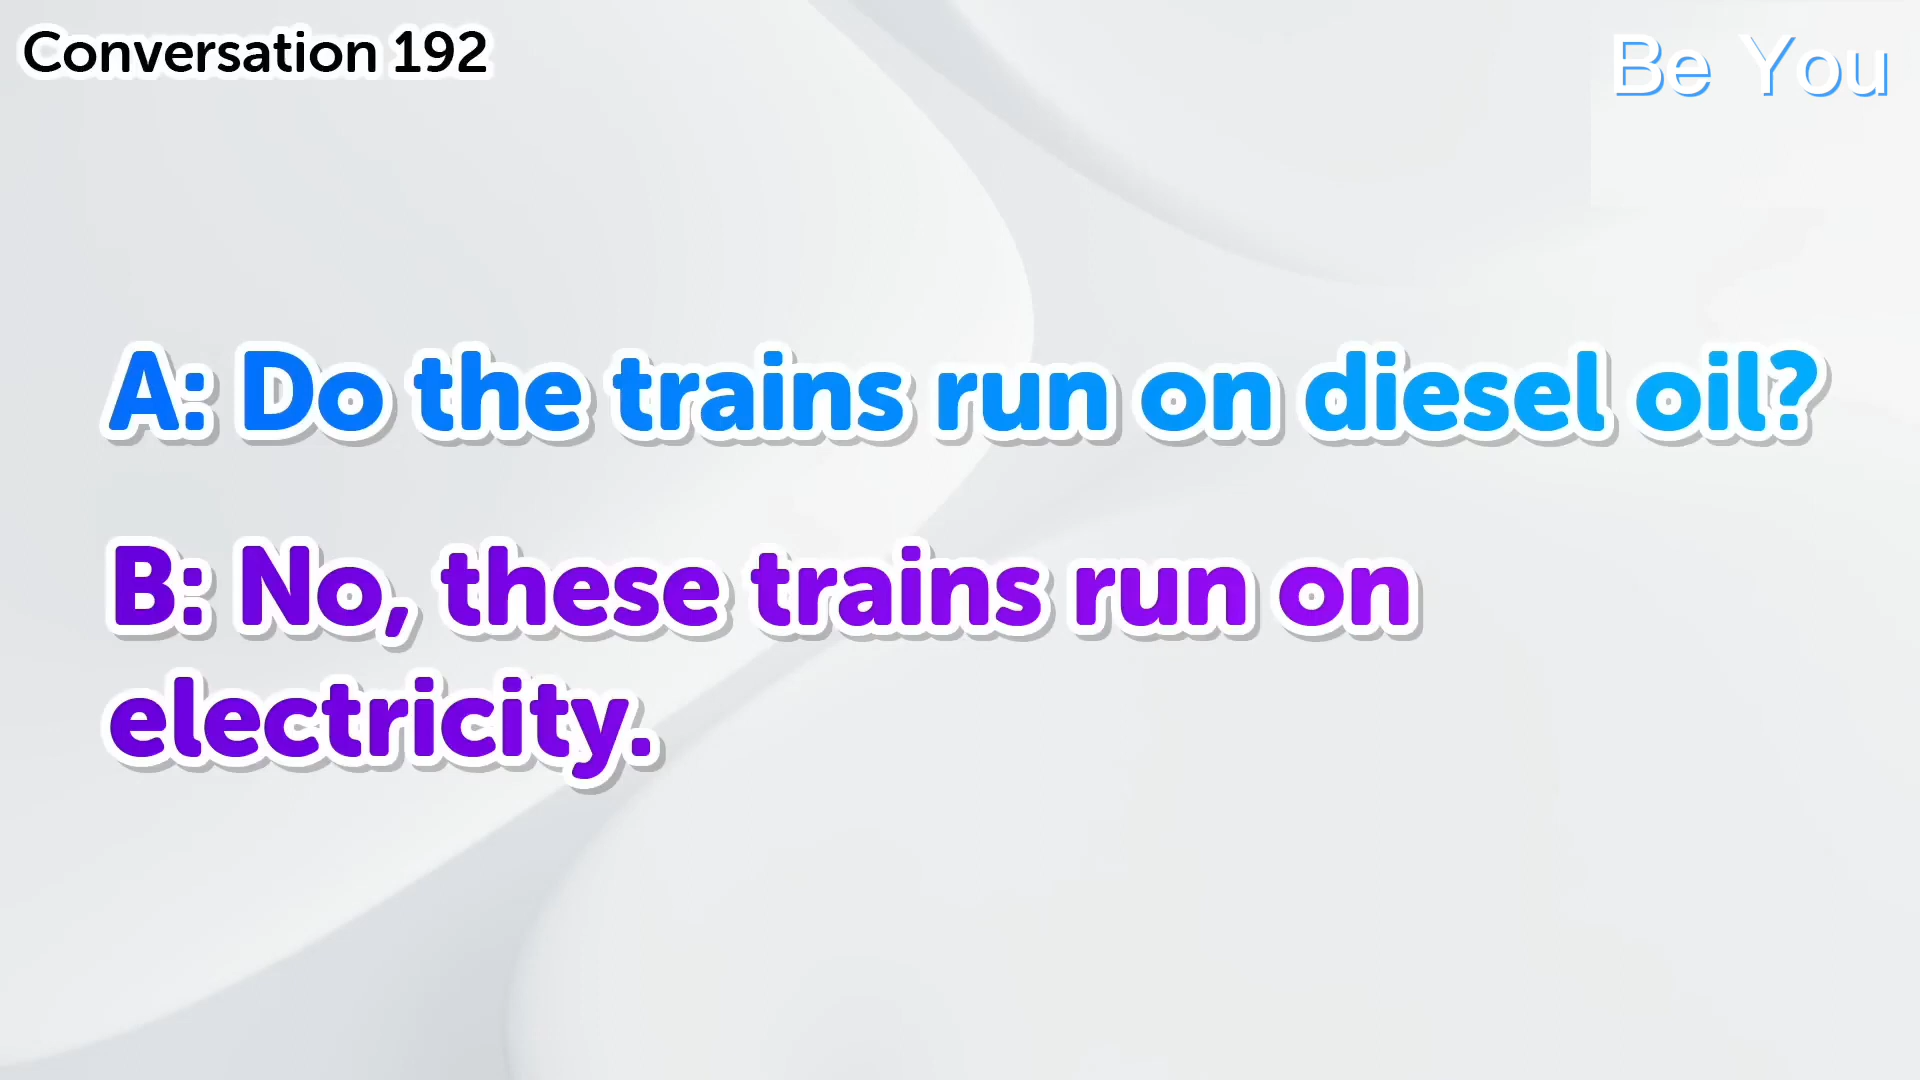 Conversation 192
Be You
A: Do the trains run on diesel oil?
B: No, these trains run on
electricity.